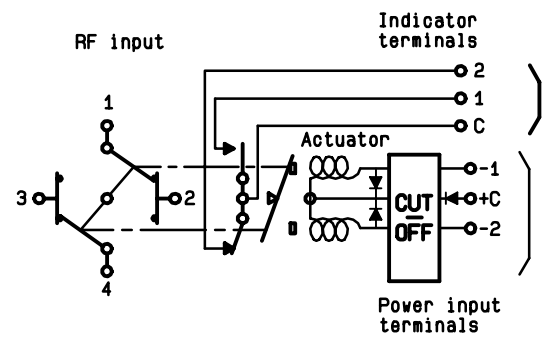 Indicator
terminals
RF input
2
1
1
C
Actuator
-1
3
2
CUT
+C
OFF
-2
4
Power input
terminals